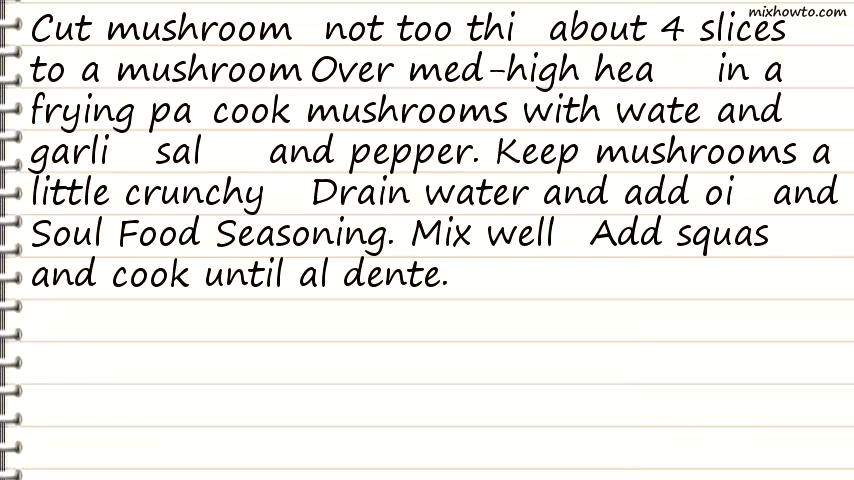 mixhowto.com
Cut mushroom not too thi about 4 slices
to a mushroom Over med-high hea in a
frying pa cook mushrooms with wate and
garli sal and pepper. Keep mushrooms a
little crunchy Drain water and add oi and
Soul Food Seasoning. Mix well Add squas
and cook until al dente.